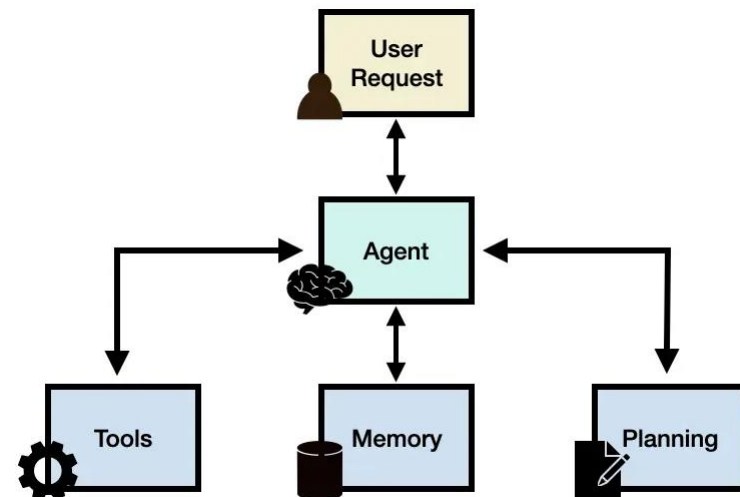 User
Request
Agent
Tools
Memory
Planning